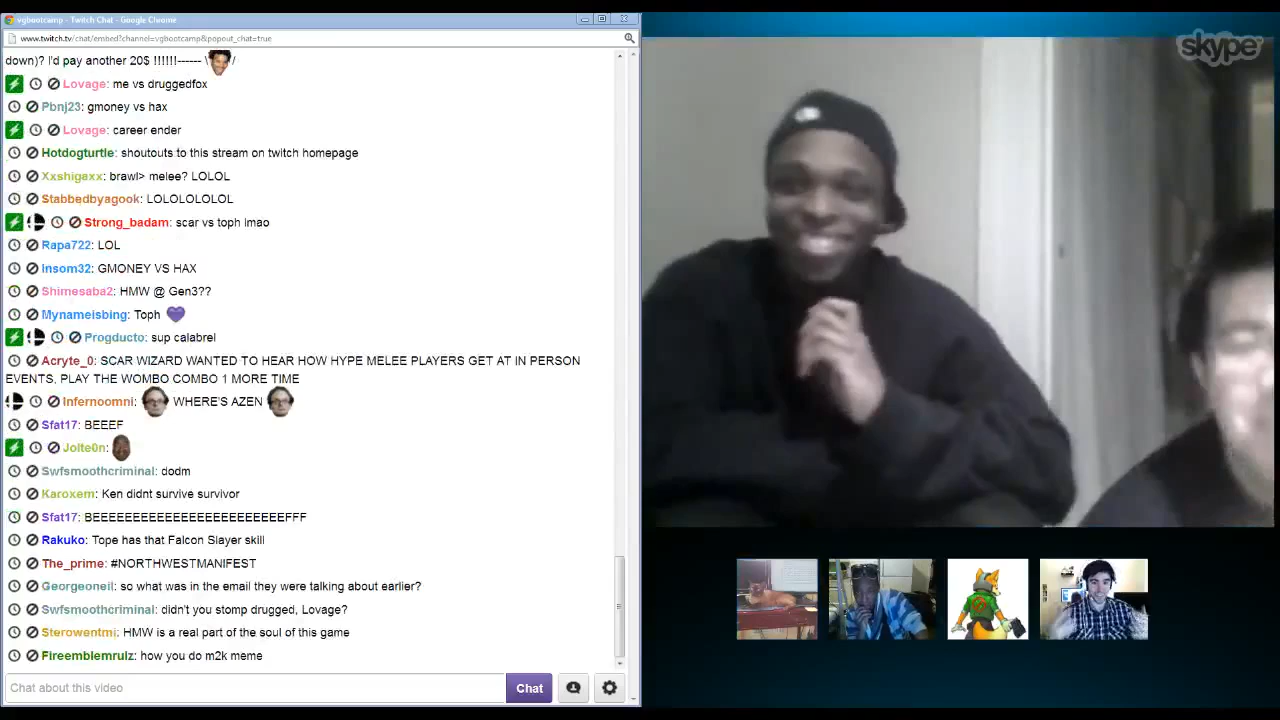 vgbootcamp - Twitch Chat - Google Chrome
www.twitch.tv/chat/embed?channel=vgbootcamp&popout_chat=true
down)? I'd pay another 20$ !!!!!!------ \ /
Lovage: me vs druggedfox
Pbnj23: gmoney vs hax
Lovage: career ender
Hotdogturtle: shoutouts to this stream on twitch homepage
Xxshigexx: brawl> melee? LOLOL
Stabbedbyagook: LOLOLOLOLOL
Strong_badam: scar vs toph lmao
Rapa722: LOL
Insom32: GMONEY VS HAX
Shimesaba2: HMW @ Gen3??
Mynameisbing: Toph
Progducto: sup calabrel
Acryte_0: SCAR WIZARD WANTED TO HEAR HOW HYPE MELEE PLAYERS GET AT IN PERSON
EVENTS, PLAY THE WOMBO COMBO 1 MORE TIME
Infernoomni: WHERE'S AZEN
Sfat17: BEEEF
Jolte0n:
Swfsmoothcriminal: dodm
Karoxem: Ken didnt survive survivor
Sfat17: BEEEEEEEEEEEEEEEEEEEEEEEEFFF
Rakuko: Tope has that Falcon Slayer skill
The_prime: #NORTHWESTMANIFEST
Georgeoneil: so what was in the email they were talking about earlier?
Swfsmoothcriminal: didn't you stomp drugged, Lovage?
Sterowentmi: HMW is a real part of the soul of this game
Fireemblemrulz: how you do m2k meme
Chat about this video
Chat
skype